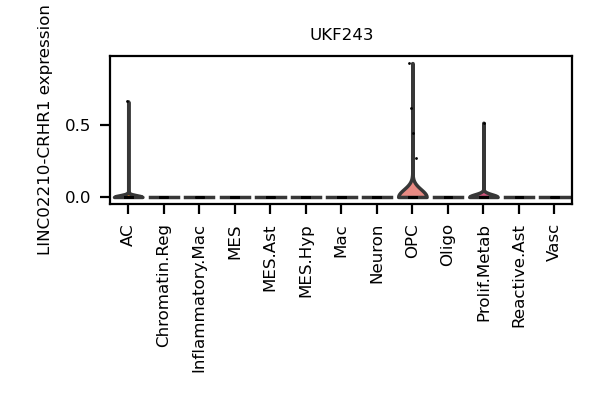 UKF243
LINC02210-CRHR1 expression
0.5
0.0
AC
Chromatin.Reg
Inflammatory.Mac
MES
MES.Ast
MES.Hyp
Mac
Neuron
OPC
Oligo
Prolif.Metab
Reactive.Ast
Vasc